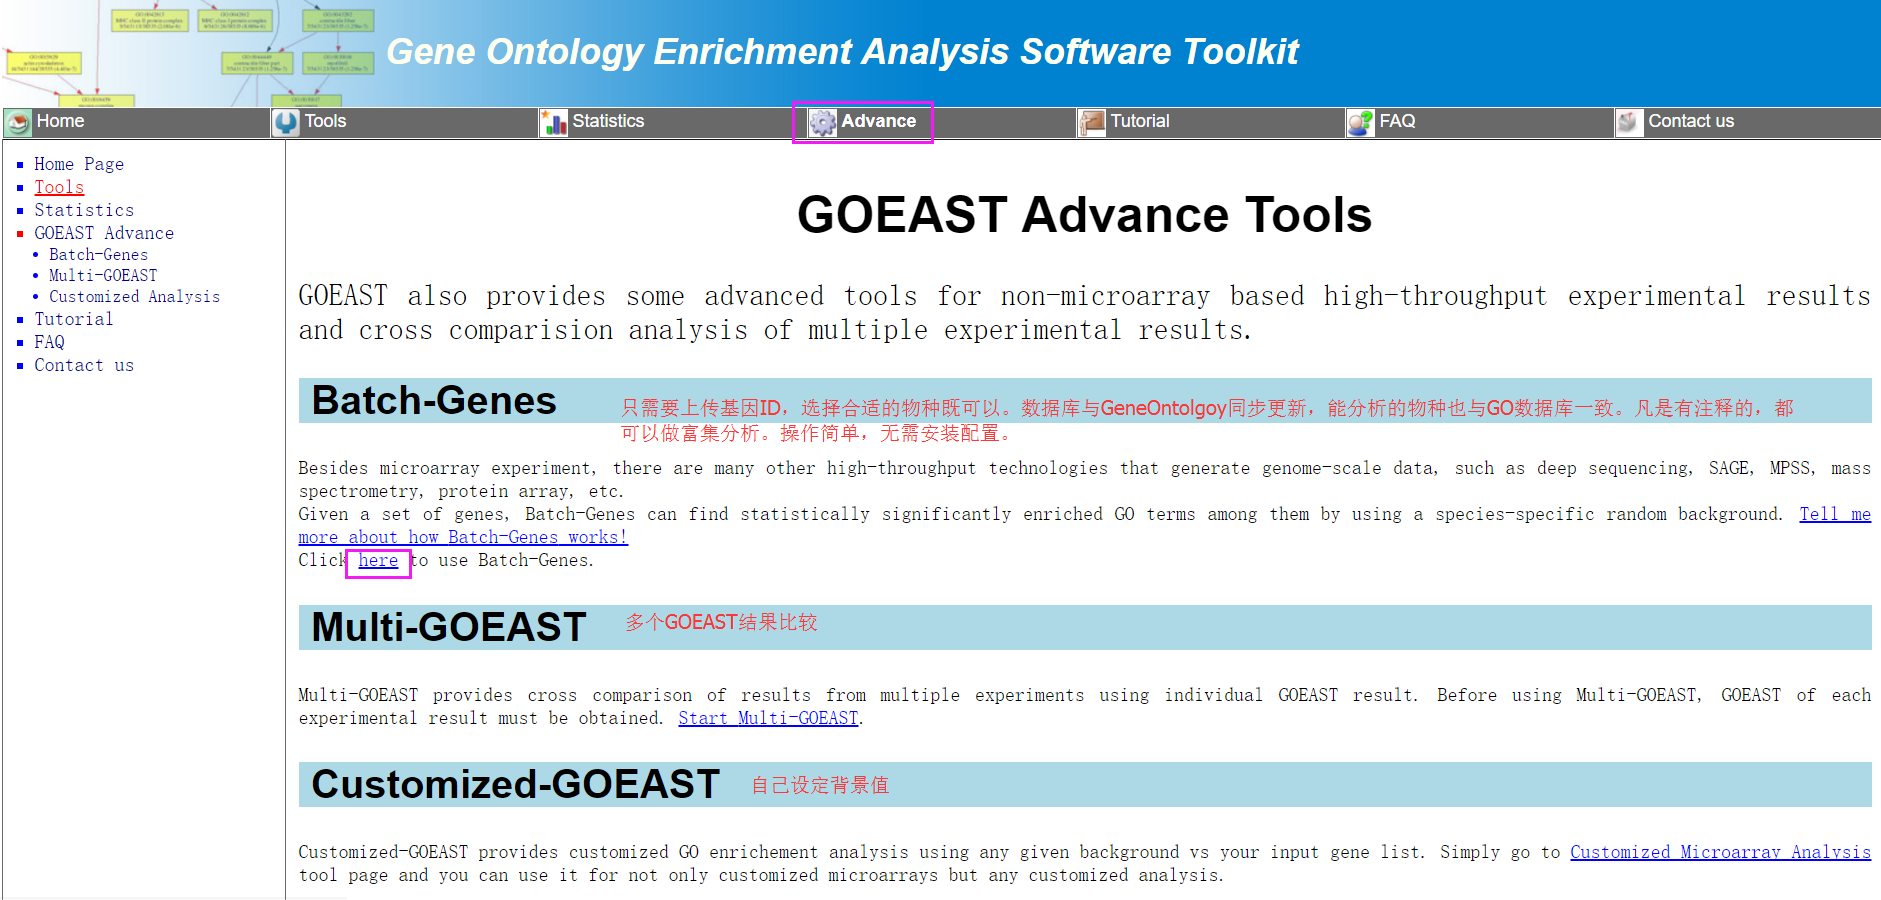 Gene Ontology Enrichment Analysis Software Toolkit
Home
Tools
Statistics
Advance
Tutorial
FAQ
Contact us
Home Page
Tools
Statistics
GOEAST Advance
Batch-Genes
Multi-GOEAST
Customized Analysis
Tutorial
FAQ
Contact us
GOEAST Advance Tools
GOEAST also provides some advanced tools for non-microarray based high-throughput experimental results
and cross comparision analysis of multiple experimental results.
Batch-Genes
只需要上传基因ID，选择合适的物种既可以。数据库与GeneOntolgoy同步更新，能分析的物种也与GO数据库一致。凡是有注释的，都
可以做富集分析。操作简单，无需安装配置。
Besides microarray experiment, there are many other high-throughput technologies that generate genome-scale data, such as deep sequencing, SAGE, MPSS, mass
spectrometry, protein array, etc.
Given a set of genes, Batch-Genes can find statistically significantly enriched GO terms among them by using a species-specific random background. Tell me
more about how Batch-Genes works!
Click here to use Batch-Genes.
Multi-GOEAST
多个GOEAST结果比较
Multi-GOEAST provides cross comparison of results from multiple experiments using individual GOEAST result. Before using Multi-GOEAST, GOEAST of each
experimental result must be obtained. Start Multi-GOEAST.
Customized-GOEAST
自己设定背景值
Customized-GOEAST provides customized GO enrichement analysis using any given background vs your input gene list. Simply go to Customized Microarray Analysis
tool page and you can use it for not only customized microarrays but any customized analysis.